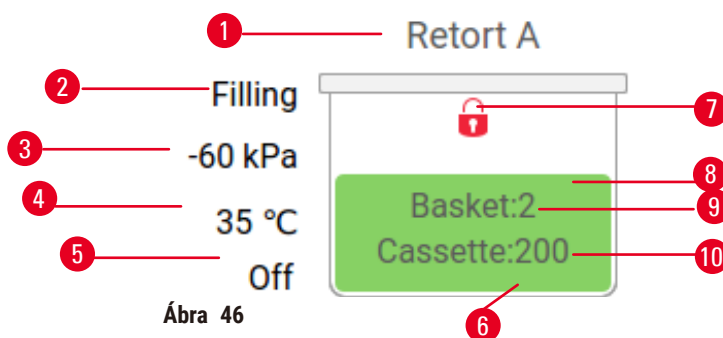 1
Retort A
2
Filling
7
3
-60 kPa
8
4
35 °C
Basket:2
9
5
Off
Cassette:200
10
6
Ábra 46